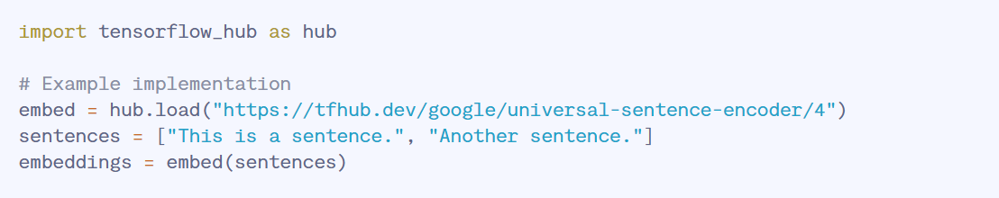 import tensorflow_hub as hub
# Example implementation
embed = hub.load("https://tfhub.dev/google/universal-sentence-encoder/4")
sentences = ["This is a sentence.", "Another sentence."]
embeddings = embed(sentences)